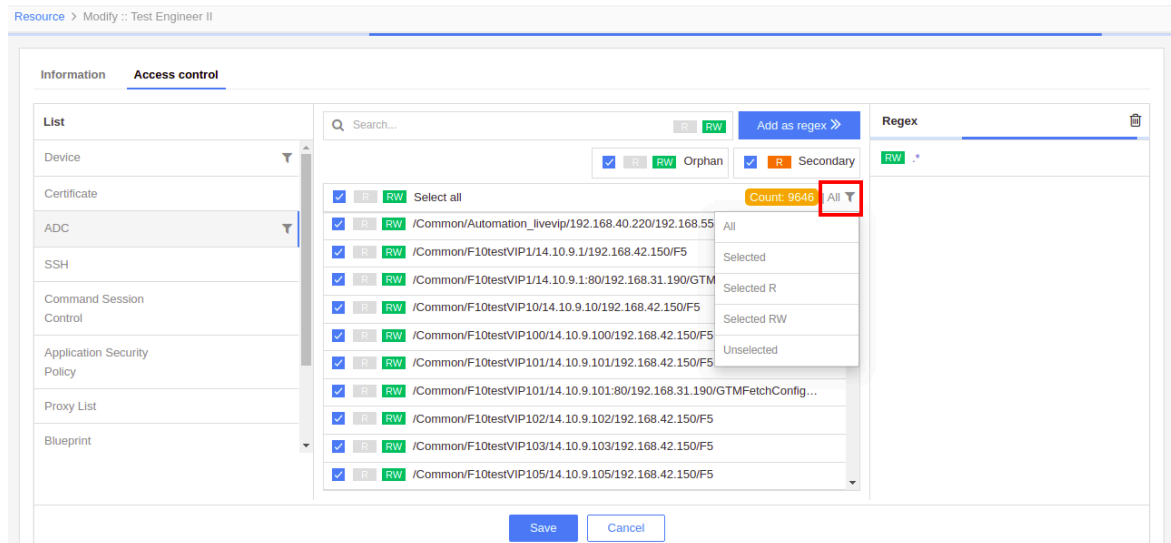 Resource > Modify :: Test Engineer II
Information Access control
List
Device
Certificate
ADC
SSH
Command Session
Control
Application Security
Policy
Proxy List
Blueprint
Search...
R RW
Add as regex
R RW Orphan
R Secondary
R RW Select all
Count: 9646 | All
R RW /Common/Automation_livevip/192.168.40.220/192.168.55
R RW /Common/F10testVIP1/14.10.9.1/192.168.42.150/F5
R RW /Common/F10testVIP1/14.10.9.1:80/192.168.31.190/GTM
R RW /Common/F10testVIP10/14.10.9.10/192.168.42.150/F5
R RW /Common/F10testVIP100/14.10.9.100/192.168.42.150/F5
R RW /Common/F10testVIP101/14.10.9.101/192.168.42.150/F5
R RW /Common/F10testVIP101/14.10.9.101:80/192.168.31.190/GTMFetchConfig...
R RW /Common/F10testVIP102/14.10.9.102/192.168.42.150/F5
R RW /Common/F10testVIP103/14.10.9.103/192.168.42.150/F5
R RW /Common/F10testVIP105/14.10.9.105/192.168.42.150/F5
All
Selected
Selected R
Selected RW
Unselected
Regex
RW .*
Save
Cancel